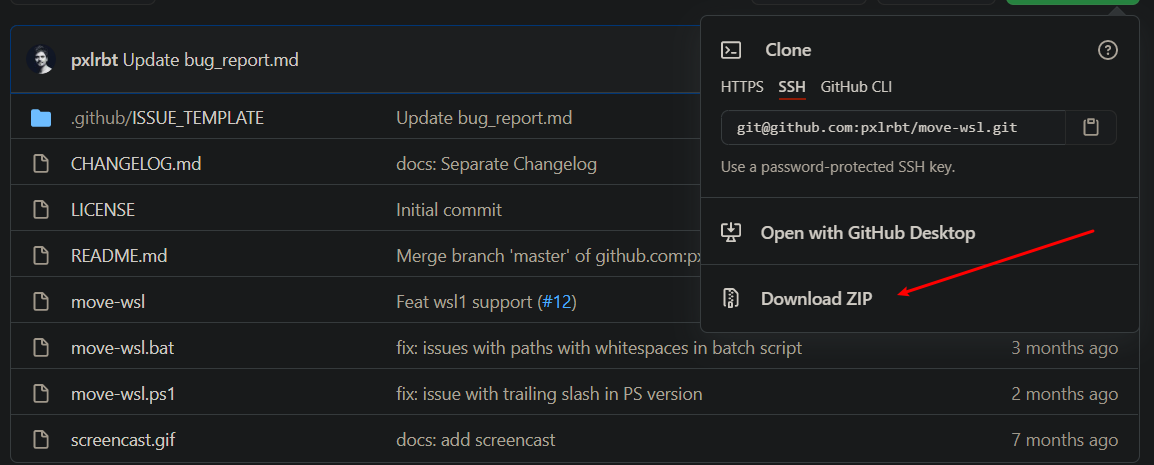 pxlrbt Update bug_report.md
.github/ISSUE_TEMPLATE Update bug_report.md
CHANGELOG.md docs: Separate Changelog
LICENSE Initial commit
README.md Merge branch 'master' of github.com:px
move-wsl Feat wsl1 support (#12)
move-wsl.bat fix: issues with paths with whitespaces in batch script 3 months ago
move-wsl.ps1 fix: issue with trailing slash in PS version 2 months ago
screencast.gif docs: add screencast 7 months ago
Clone
HTTPS SSH GitHub CLI
git@github.com:pxlrbt/move-wsl.git
Use a password-protected SSH key.
Open with GitHub Desktop
Download ZIP